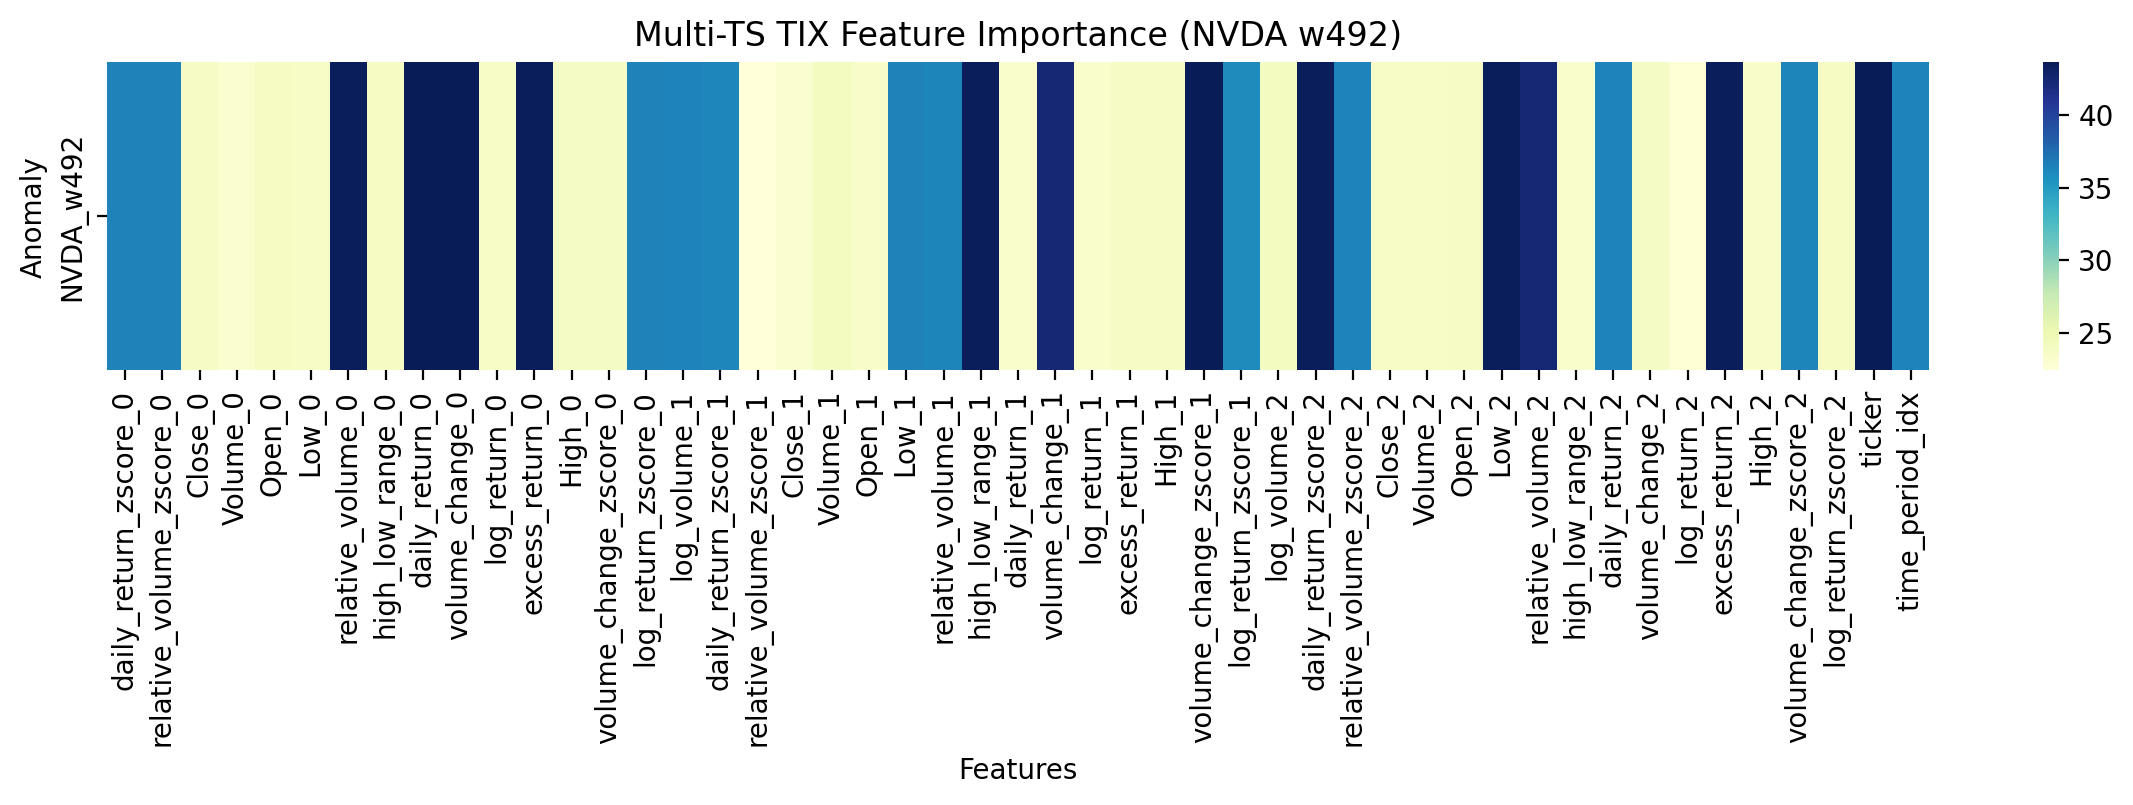 Multi-TS TIX Feature Importance (NVDA w492)
Anomaly
NVDA_w492
40
35
30
25
daily_return_zscore_0
relative_volume_zscore_0
Close_0
Volume_0
Open_0
Low_0
relative_volume_0
high_low_range_0
daily_return_0
volume_change_0
log_return_0
excess_return_0
High_0
volume_change_zscore_0
log_return_zscore_0
log_volume_1
daily_return_zscore_1
relative_volume_zscore_1
Close_1
Volume_1
Open_1
Low_1
relative_volume_1
high_low_range_1
daily_return_1
volume_change_1
log_return_1
excess_return_1
High_1
volume_change_zscore_1
log_return_zscore_1
log_volume_2
daily_return_zscore_2
relative_volume_zscore_2
Close_2
Volume_2
Open_2
Low_2
relative_volume_2
high_low_range_2
daily_return_2
volume_change_2
log_return_2
excess_return_2
High_2
volume_change_zscore_2
log_return_zscore_2
ticker
time_period_idx
Features